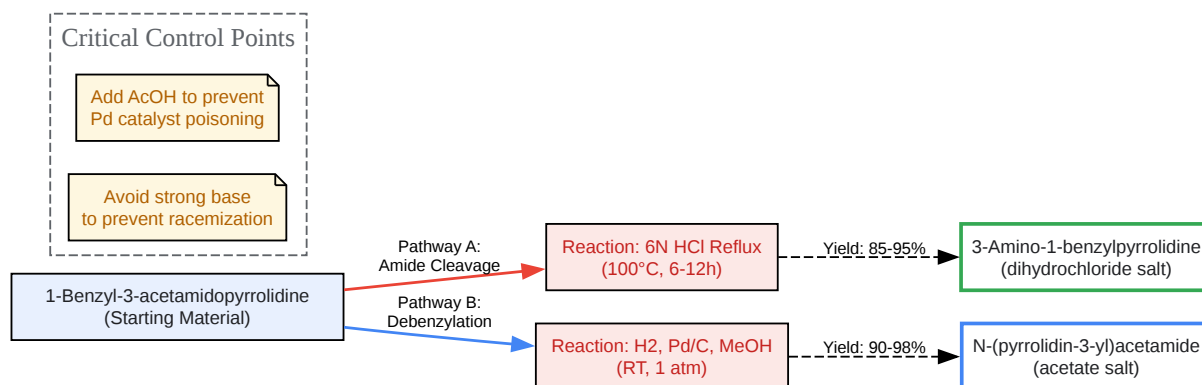 Critical Control Points
Add AcOH to prevent
Pd catalyst poisoning
Avoid strong base
to prevent racemization
1-Benzyl-3-acetamidopyrrolidine
(Starting Material)
Pathway A:
Amide Cleavage
Reaction: 6N HCl Reflux
(100°C, 6-12h)
Yield: 85-95%
3-Amino-1-benzylpyrrolidine
(dihydrochloride salt)
Pathway B:
Debenzylation
Reaction: H2, Pd/C, MeOH
(RT, 1 atm)
Yield: 90-98%
N-(pyrrolidin-3-yl)acetamide
(acetate salt)